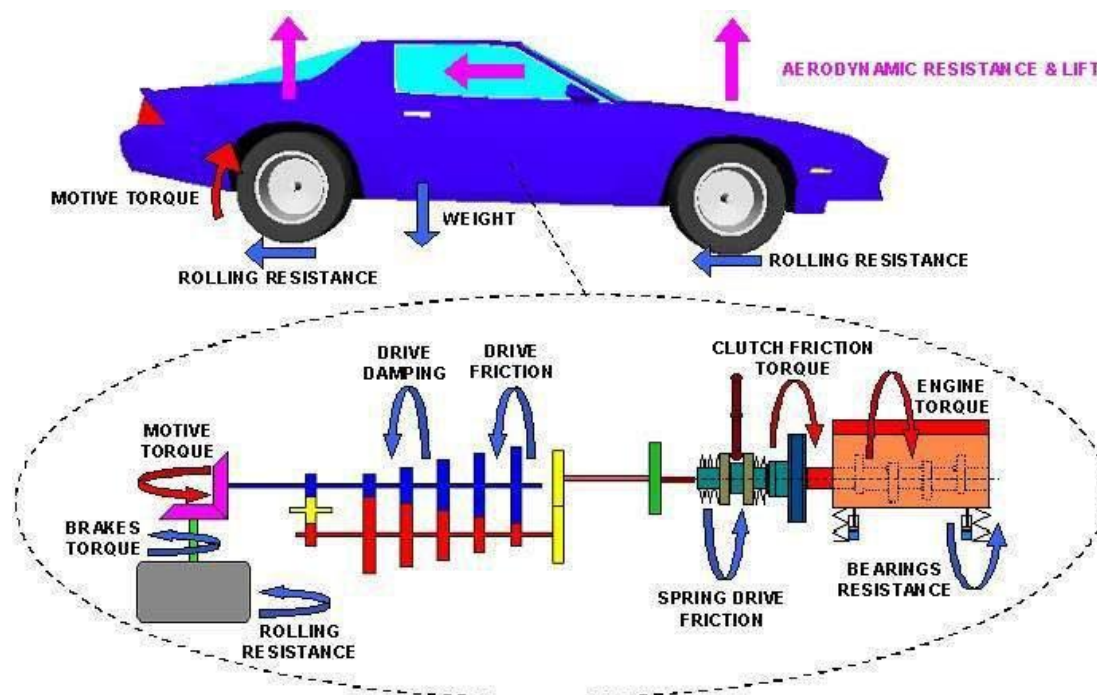 AERODYNAMIC RESISTANCE & LIFT
MOTIVE TORQUE
WEIGHT
ROLLING RESISTANCE
ROLLING RESISTANCE
DRIVE
DAMPING
DRIVE
FRICTION
CLUTCH FRICTION
TORQUE
ENGINE
TORQUE
MOTIVE
TORQUE
BRAKES
TORQUE
BEARINGS
RESISTANCE
SPRING DRIVE
FRICTION
ROLLING
RESISTANCE